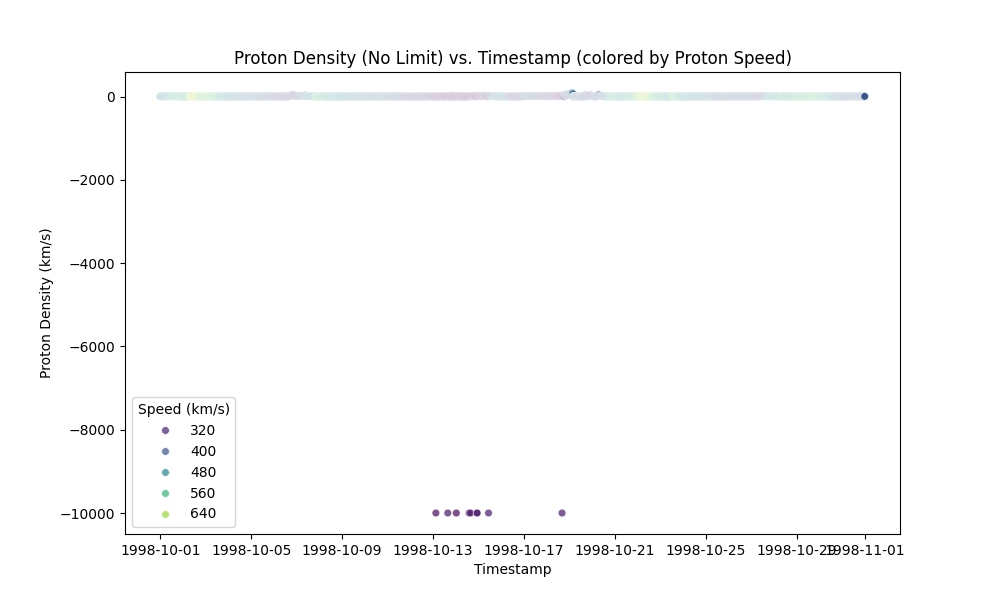 Proton Density (No Limit) vs. Timestamp (colored by Proton Speed)
Proton Density (km/s)
0
−2000
−4000
−6000
−8000
−10000
Speed (km/s)
320
400
480
560
640
1998-10-01 1998-10-05 1998-10-09 1998-10-13 1998-10-17 1998-10-21 1998-10-25 1998-10-29 1998-11-01
Timestamp